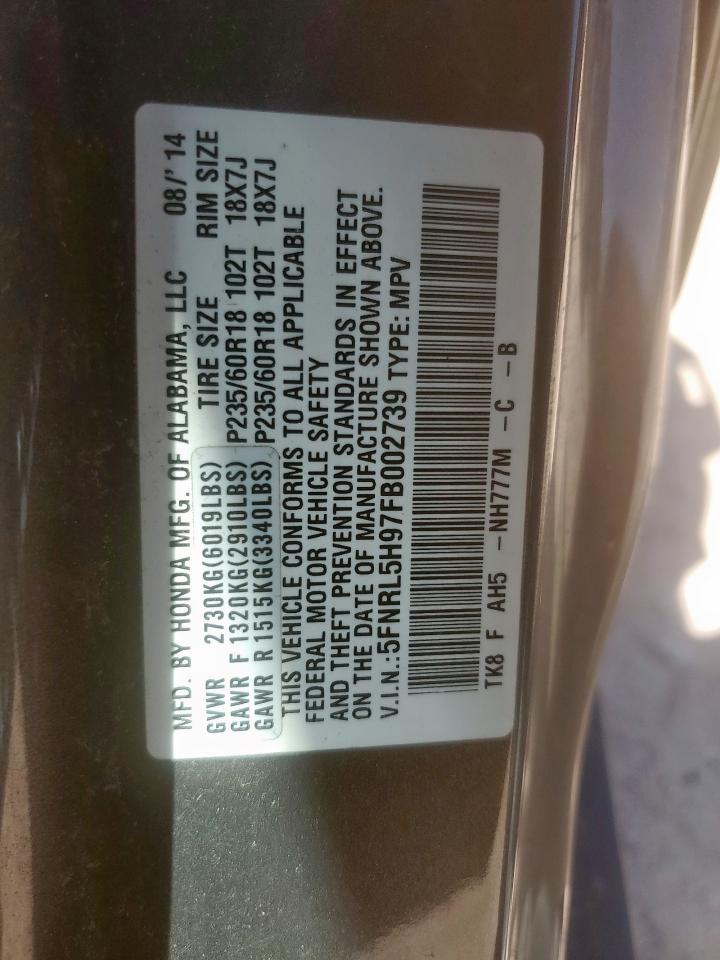 MFD. BY HONDA MFG. OF ALABAMA, LLC 08/' 14
GVWR 2730KG(6019LBS) TIRE SIZE RIM SIZE
GAWR F 1320KG(2910LBS) P235/60R18 102T 18X7J
GAWR R 1515KG(3340LBS) P235/60R18 102T 18X7J
THIS VEHICLE CONFORMS TO ALL APPLICABLE
FEDERAL MOTOR VEHICLE SAFETY
AND THEFT PREVENTION STANDARDS IN EFFECT
ON THE DATE OF MANUFACTURE SHOWN ABOVE.
V.I.N.:5FNRL5H97FB002739 TYPE: MPV
TK8 F AH5 -NH777M -C -B